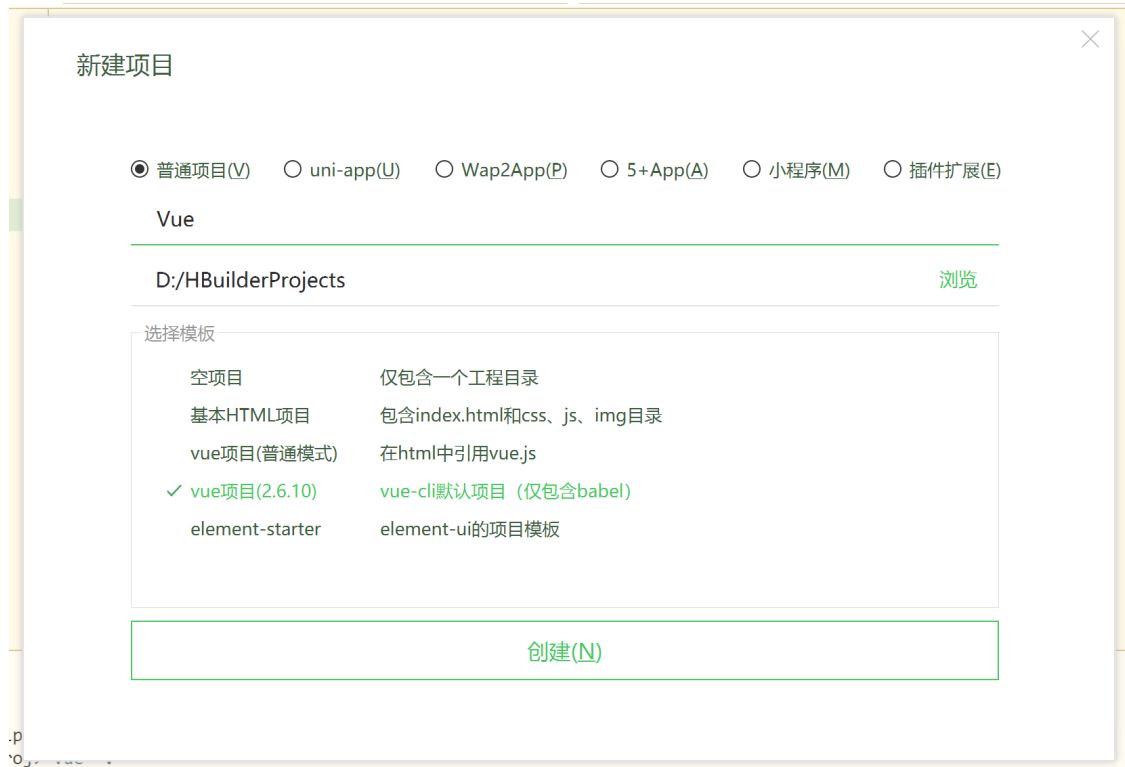 新建项目
普通项目(V) uni-app(U) Wap2App(P) 5+App(A) 小程序(M) 插件扩展(E)
Vue
D:/HBuilderProjects 浏览
选择模板
空项目 仅包含一个工程目录
基本HTML项目 包含index.html和css、js、img目录
vue项目(普通模式) 在html中引用vue.js
vue项目(2.6.10) vue-cli默认项目（仅包含babel）
element-starter element-ui的项目模板
创建(N)